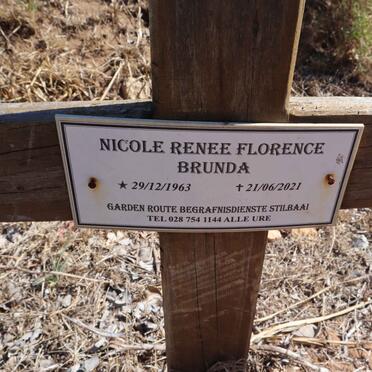 NICOLE RENEE FLORENCE
BRUNDA
★ 29/12/1963 ✝ 21/06/2021
GARDEN ROUTE BEGRAFNISDIENSTE STILBAAI
TEL 028 754 1144 ALLE URE